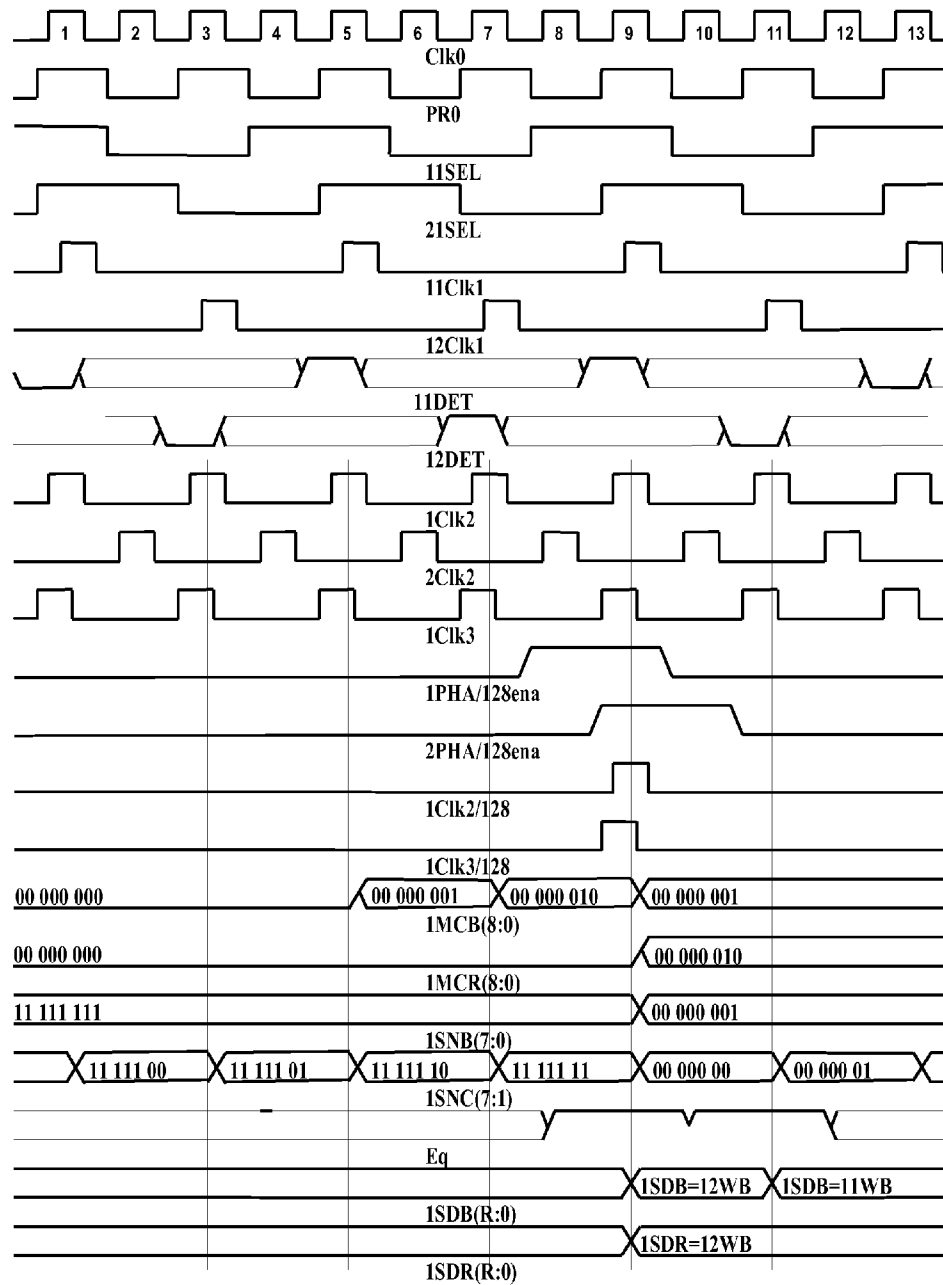 1 2 3 4 5 6 7 8 9 10 11 12 13
Clk0
PR0
11SEL
21SEL
11Clk1
12Clk1
11DET
12DET
1Clk2
2Clk2
1Clk3
1PHA/128ena
2PHA/128ena
1Clk2/128
1Clk3/128
00 000 000 00 000 001 00 000 010 00 000 001
1MCB(8:0)
00 000 000 00 000 010
1MCR(8:0)
11 111 111 00 000 001
1SNB(7:0)
11 111 00 11 111 01 11 111 10 11 111 11 00 000 00 00 000 01
1SNC(7:1)
Eq
1SDB=12WB 1SDB=11WB
1SDB(R:0)
1SDR=12WB
1SDR(R:0)